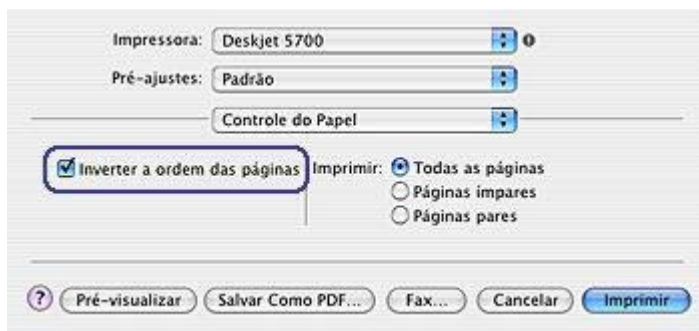 Impressora: Deskjet 5700
Pré-ajustes: Padrão
Controle do Papel
Inverter a ordem das páginas Imprimir: Todas as páginas
Páginas ímpares
Páginas pares
? Pré-visualizar Salvar Como PDF... Fax... Cancelar Imprimir